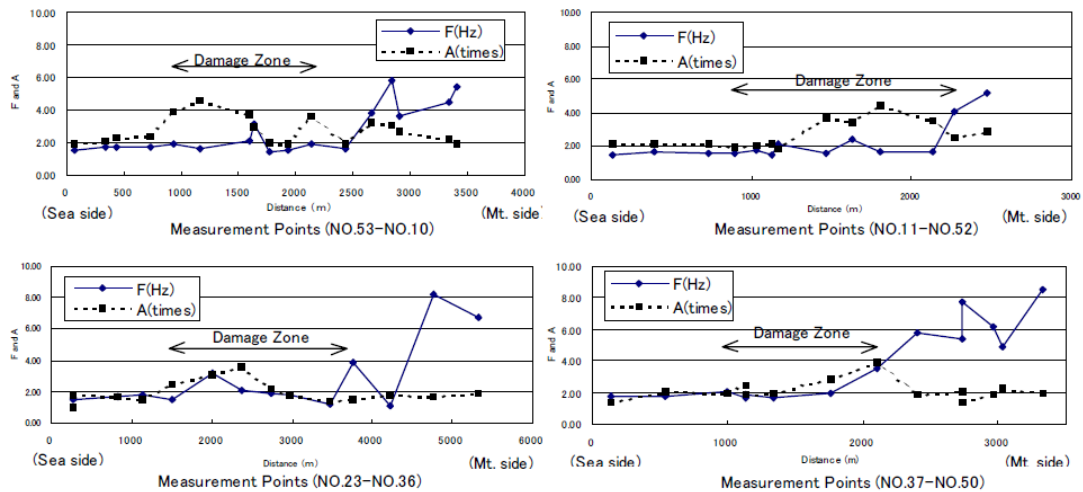 10.00
8.00
6.00
4.00
2.00
0.00
F and A
F(Hz)
A(times)
Damage Zone
0 500 1000 1500 2000 2500 3000 3500 4000
(Sea side) Distance (m) (Mt. side)
Measurement Points (NO.53-NO.10)
10.00
8.00
6.00
4.00
2.00
0.00
F and A
F(Hz)
A(times)
Damage Zone
0 1000 2000 3000
(Sea side) Distance (m) (Mt. side)
Measurement Points (NO.11-NO.52)
10.00
8.00
6.00
4.00
2.00
0.00
F and A
F(Hz)
A(times)
Damage Zone
0 1000 2000 3000 4000 5000 6000
(Sea side) Distance (m) (Mt. side)
Measurement Points (NO.23-NO.36)
10.00
8.00
6.00
4.00
2.00
0.00
F and A
F(Hz)
A(times)
Damage Zone
0 1000 2000 3000
(Sea side) Distance (m) (Mt. side)
Measurement Points (NO.37-NO.50)